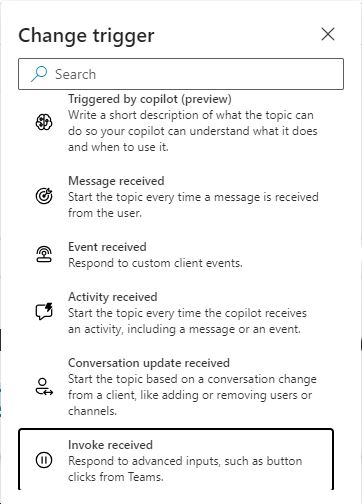 Change trigger
Search
Triggered by copilot (preview)
Write a short description of what the topic can
do so your copilot can understand what it does
and when to use it.
Message received
Start the topic every time a message is received
from the user.
Event received
Respond to custom client events.
Activity received
Start the topic every time the copilot receives
an activity, including a message or an event.
Conversation update received
Start the topic based on a conversation change
from a client, like adding or removing users or
channels.
Invoke received
Respond to advanced inputs, such as button
clicks from Teams.